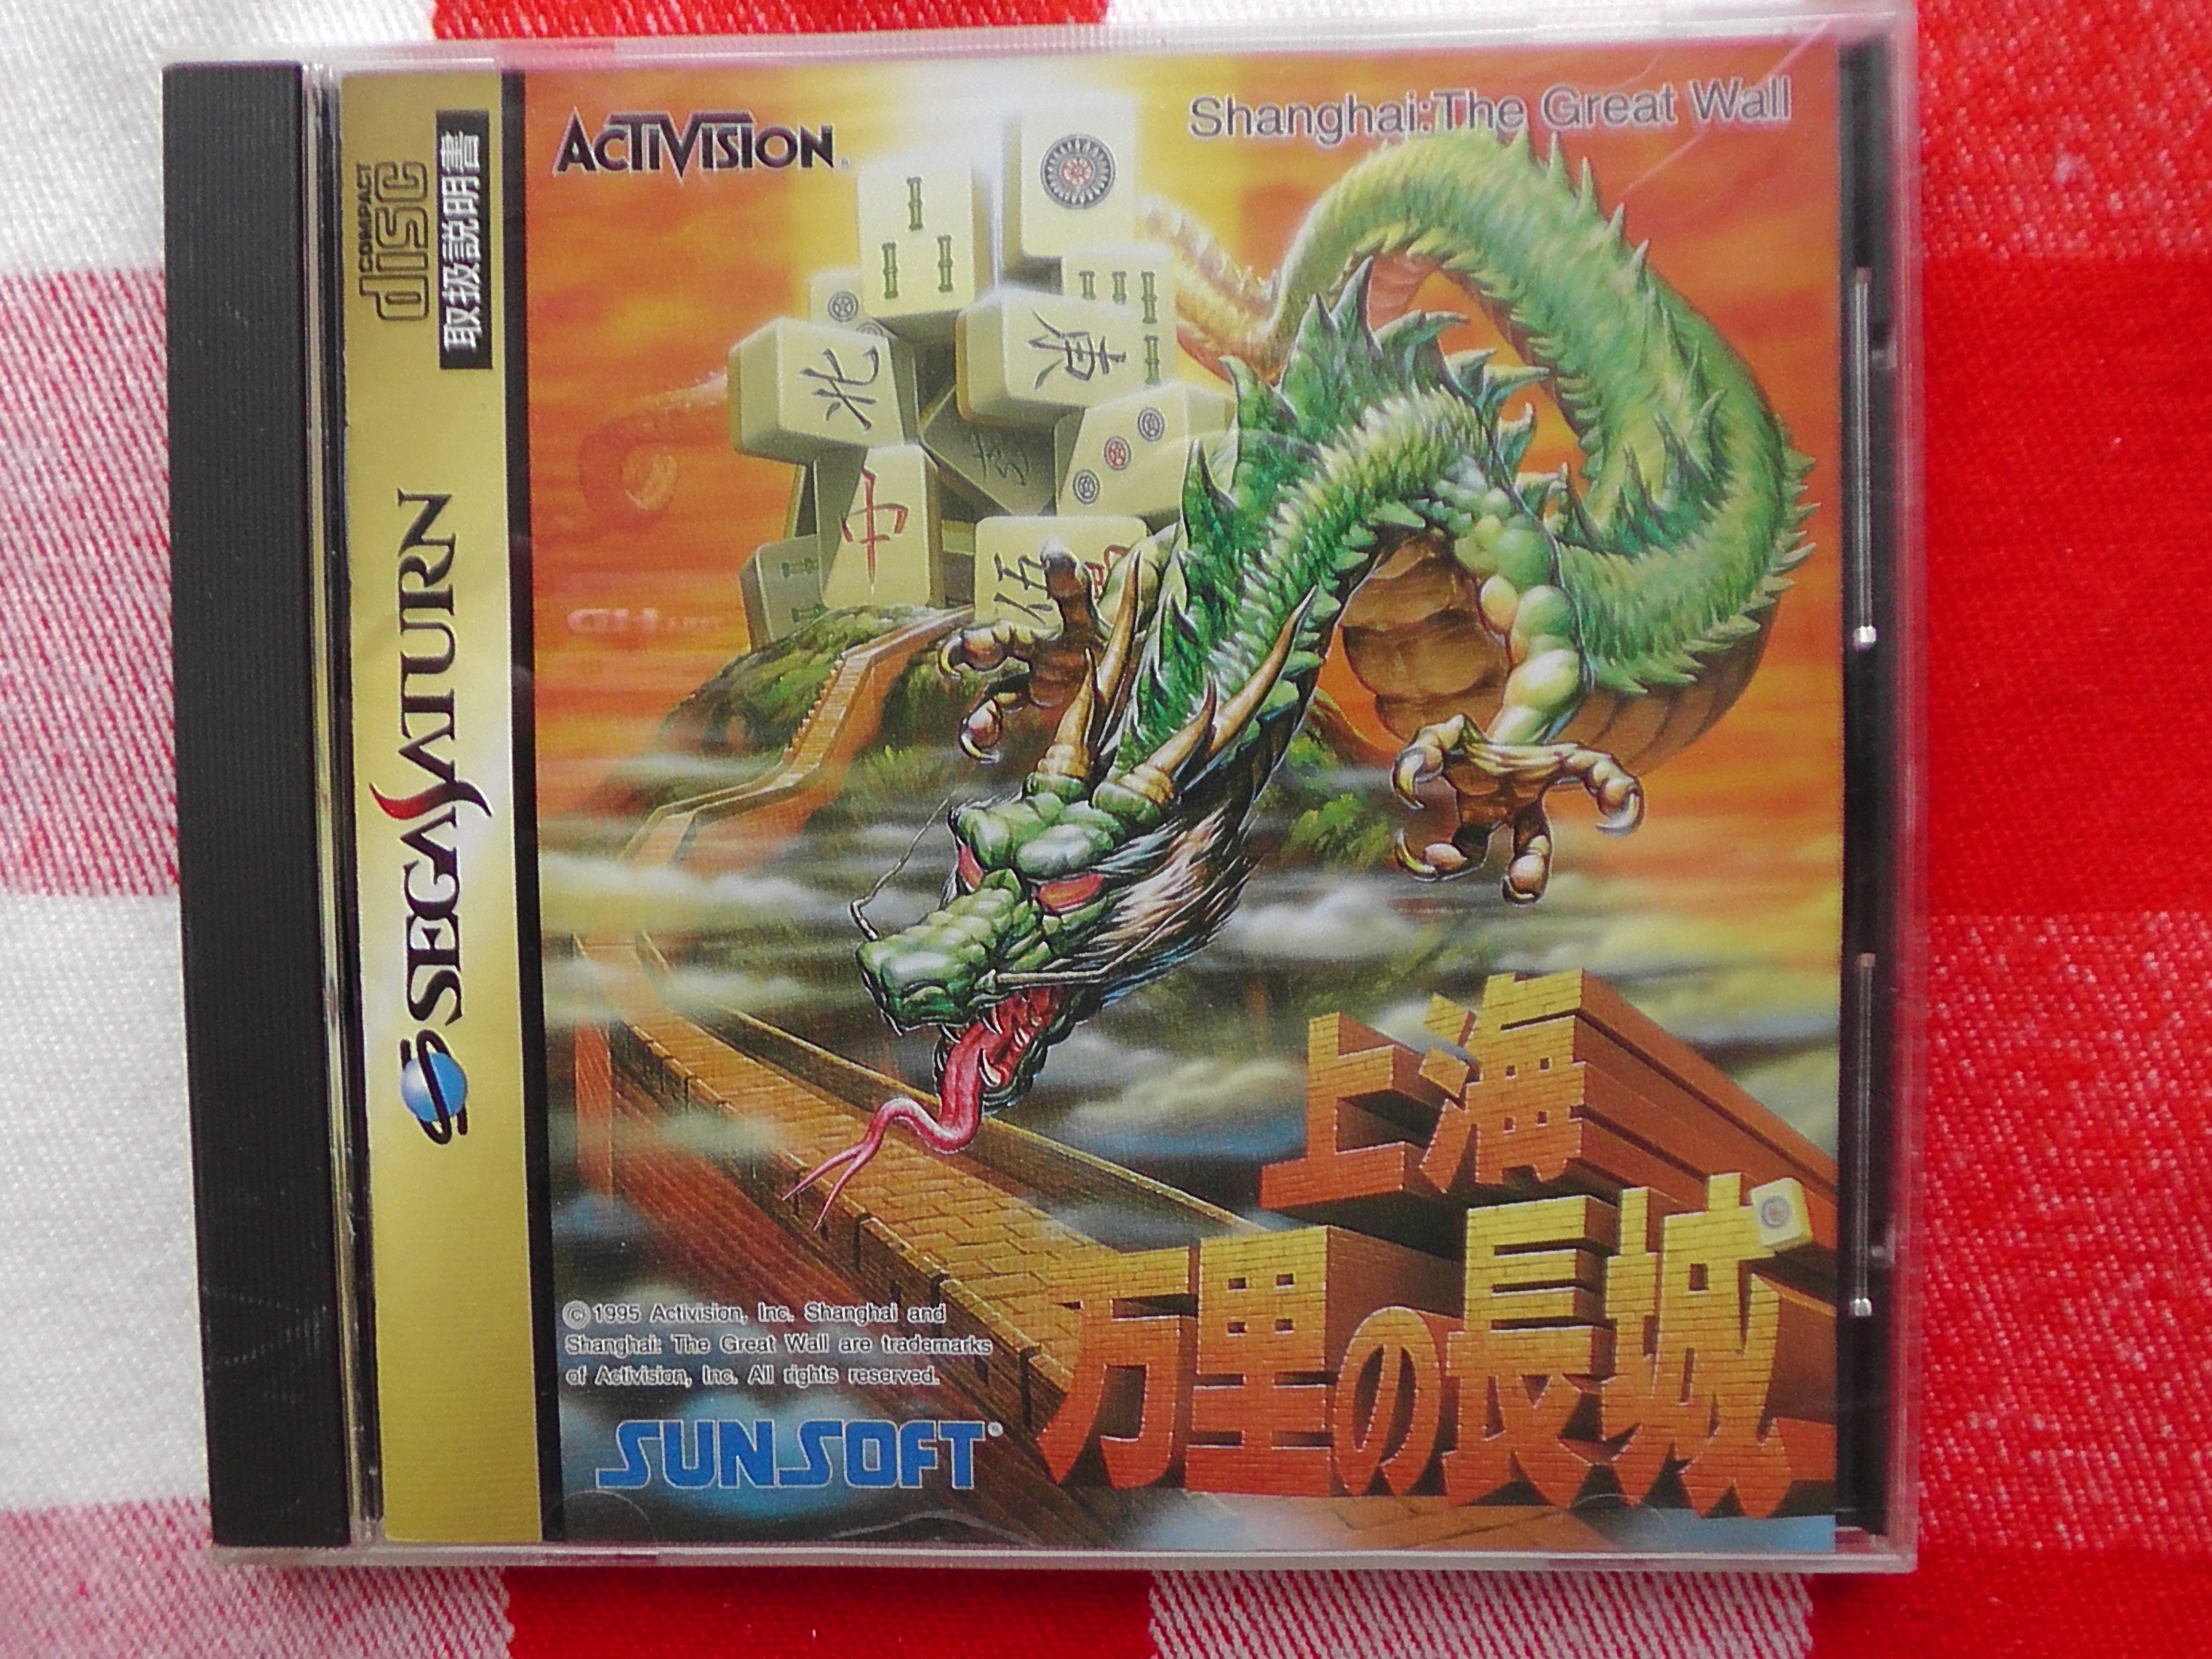 COMPACT
disc
取扱説明書
SEGA SATURN
ACTIVISION
Shanghai:The Great Wall
北
東
中
伍
上海
万里の長城
© 1995 Activision, Inc. Shanghai and
Shanghai: The Great Wall are trademarks
of Activision, Inc. All rights reserved.
SUNSOFT